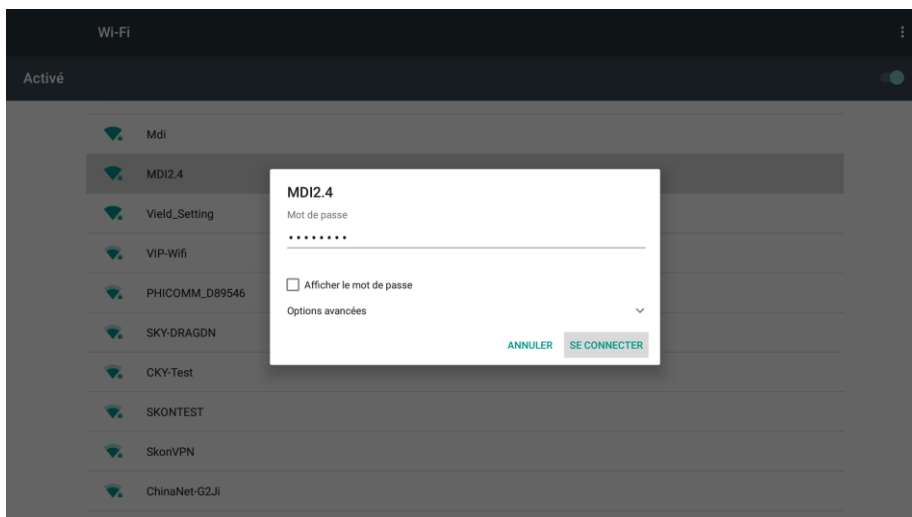 Wi-Fi
Activé
Mdi
MDI2.4
Vield_Setting
VIP-Wifi
PHICOMM_D89546
SKY-DRAGDN
CKY-Test
SKONTEST
SkonVPN
ChinaNet-G2Ji
MDI2.4
Mot de passe
••••••••
Afficher le mot de passe
Options avancées
ANNULER SE CONNECTER